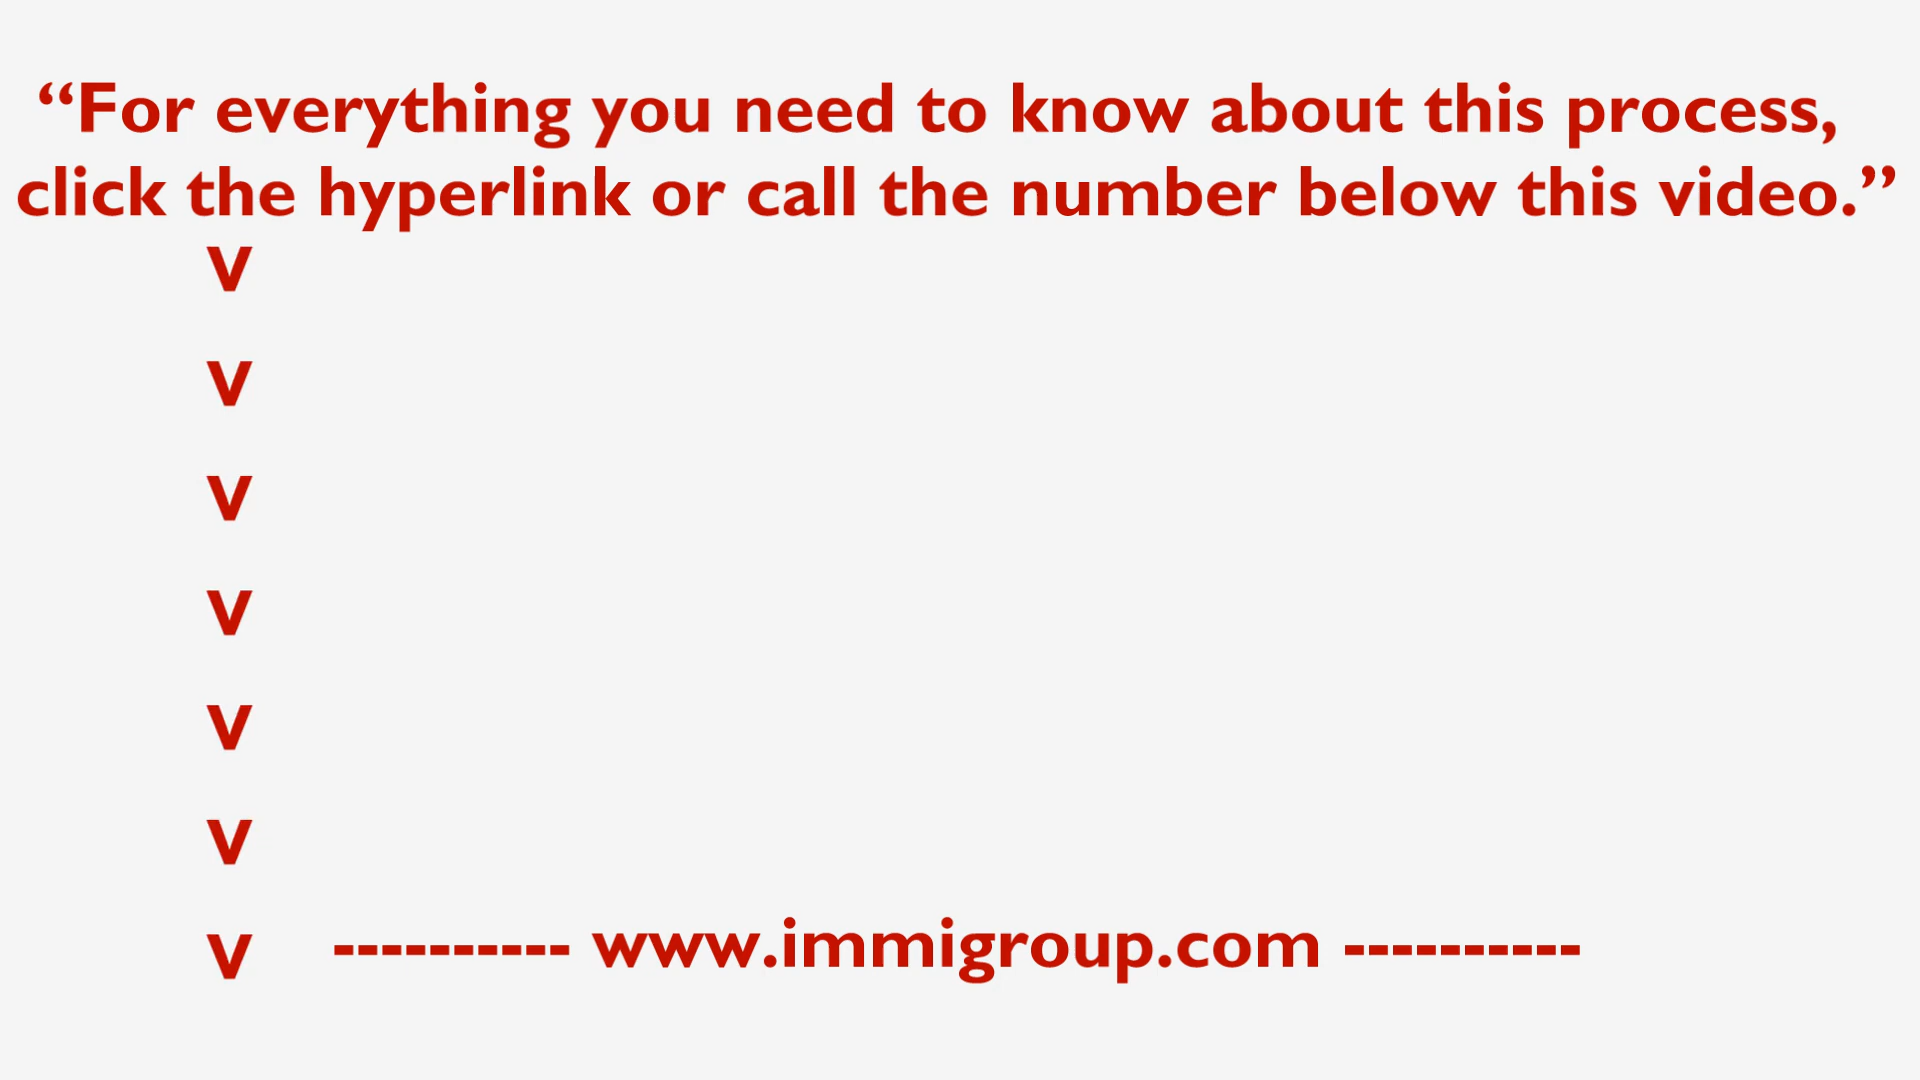 “For everything you need to know about this process,
click the hyperlink or call the number below this video.”
v
v
v
v
v
v
v ---------- www.immigroup.com ----------